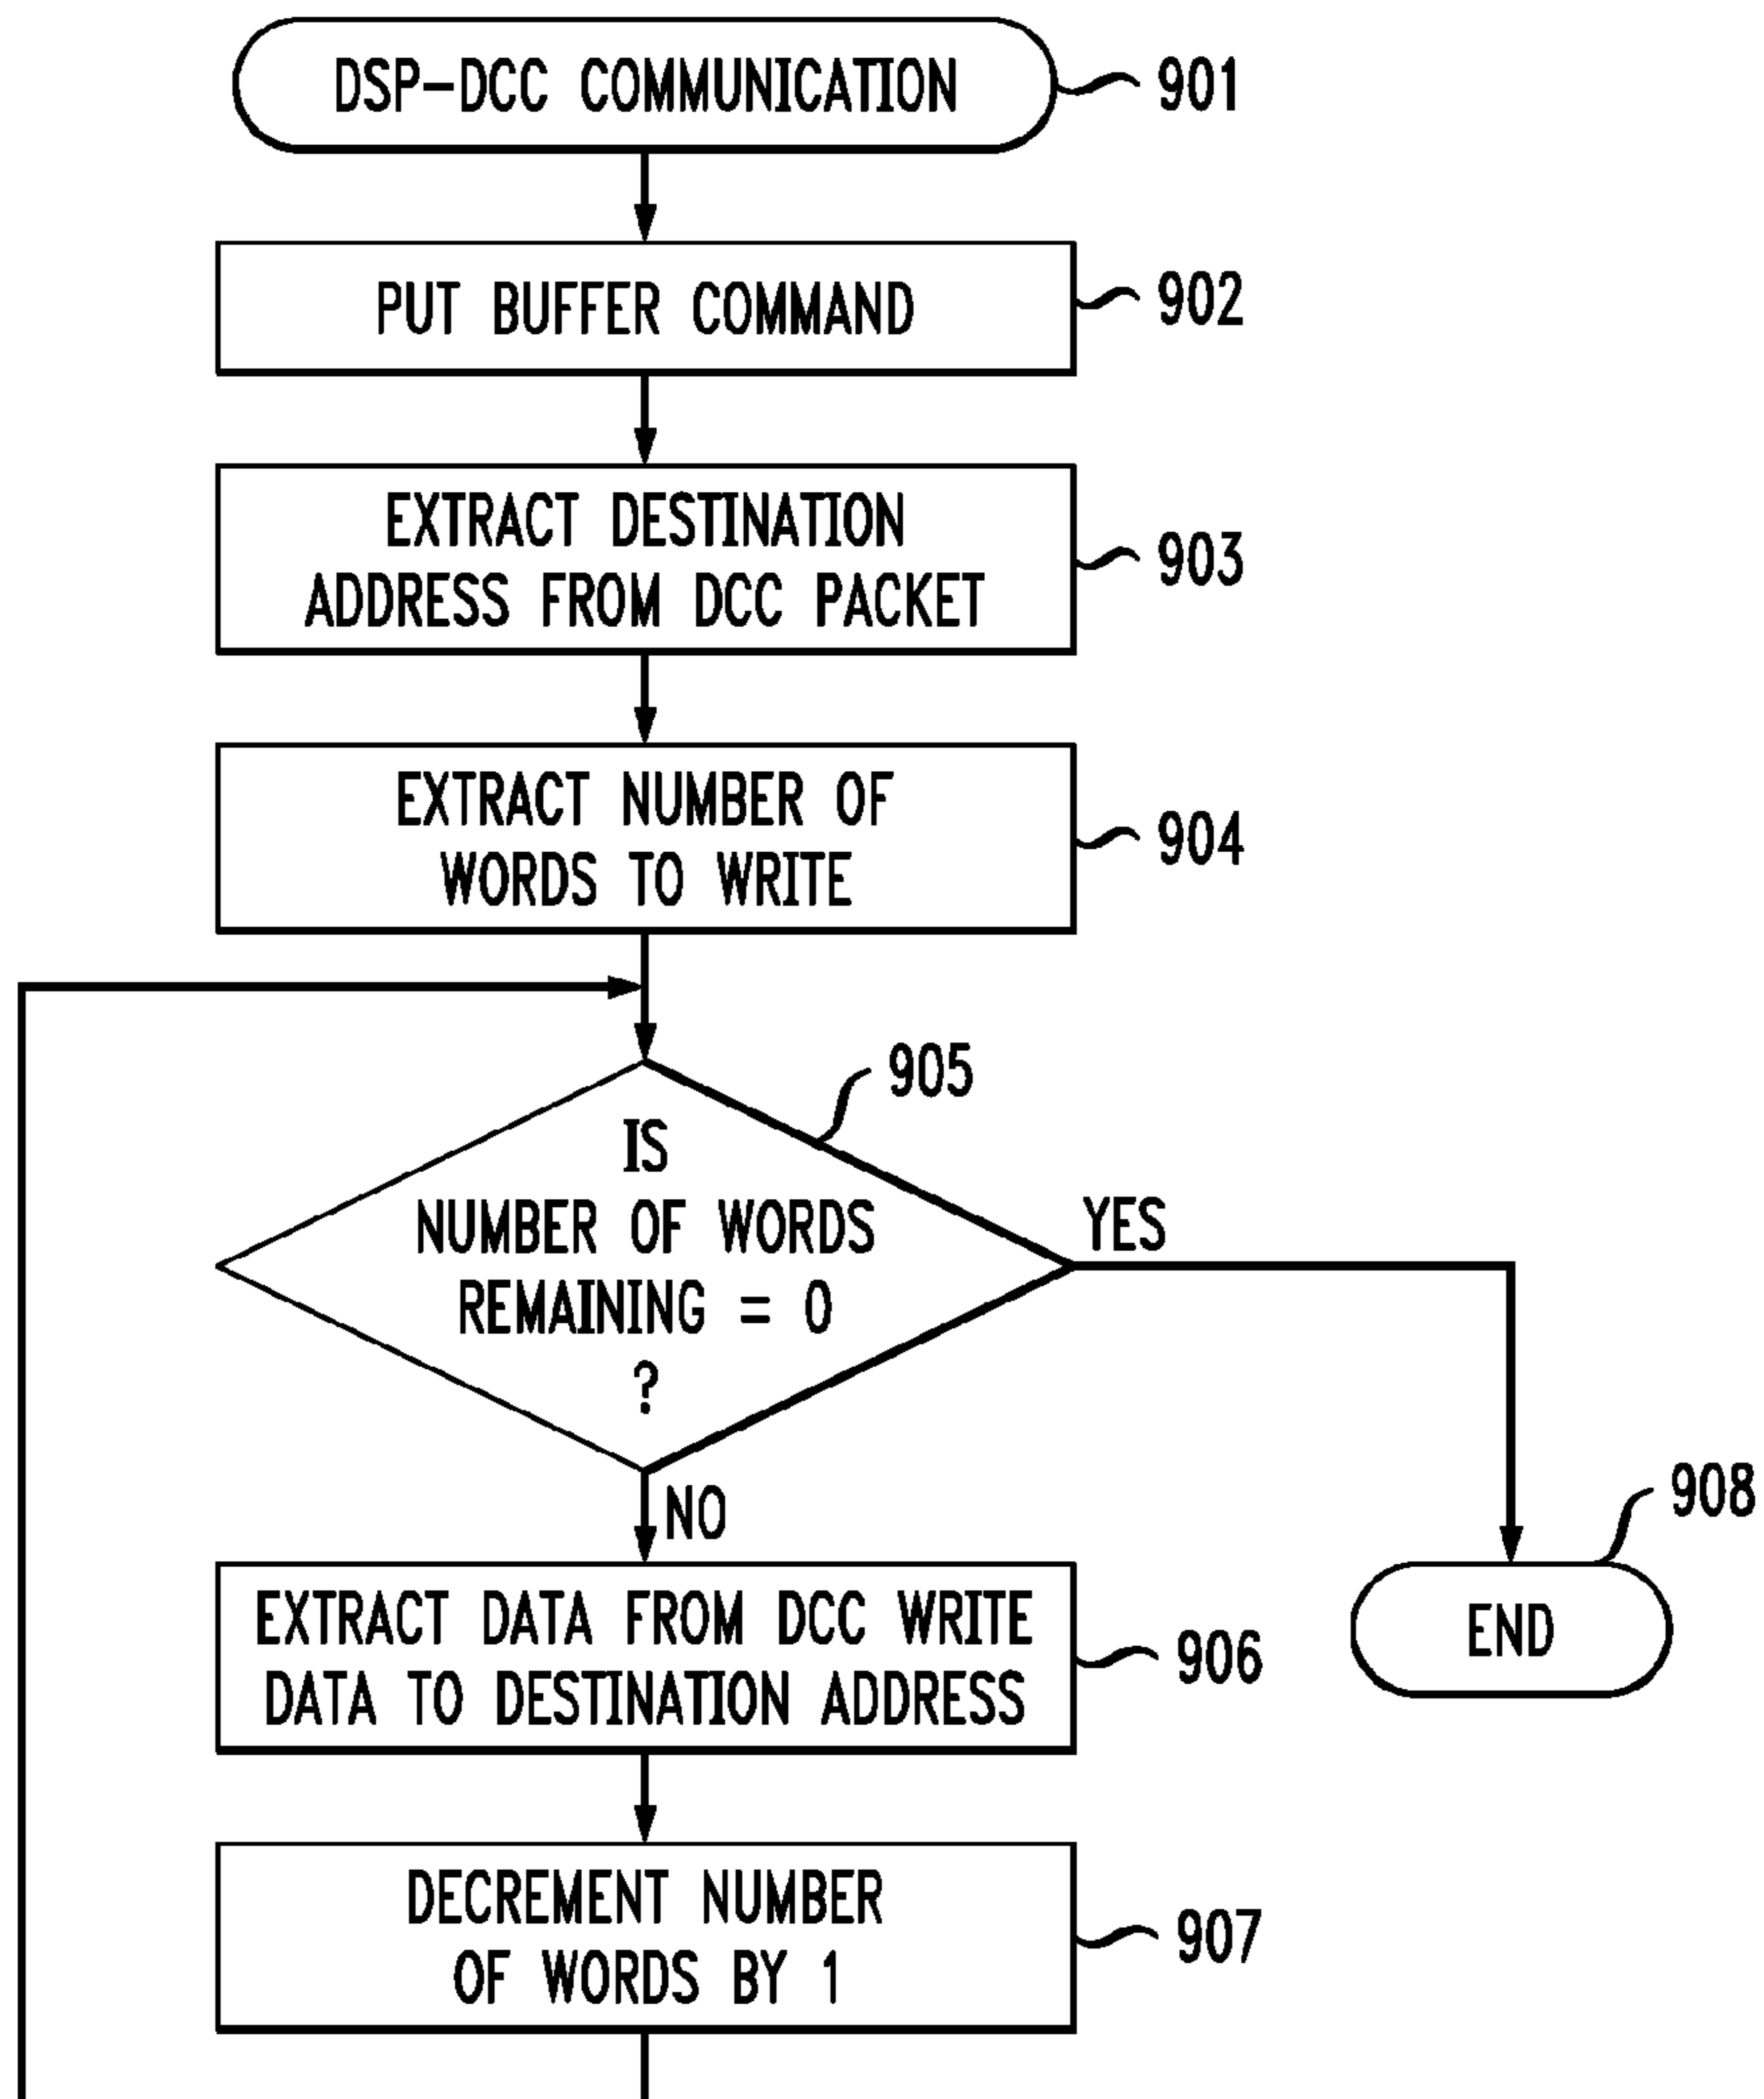 DSP-DCC COMMUNICATION
901
PUT BUFFER COMMAND
902
EXTRACT DESTINATION
ADDRESS FROM DCC PACKET
903
EXTRACT NUMBER OF
WORDS TO WRITE
904
905
IS
NUMBER OF WORDS
REMAINING = 0
?
YES
NO
908
END
EXTRACT DATA FROM DCC WRITE
DATA TO DESTINATION ADDRESS
906
DECREMENT NUMBER
OF WORDS BY 1
907